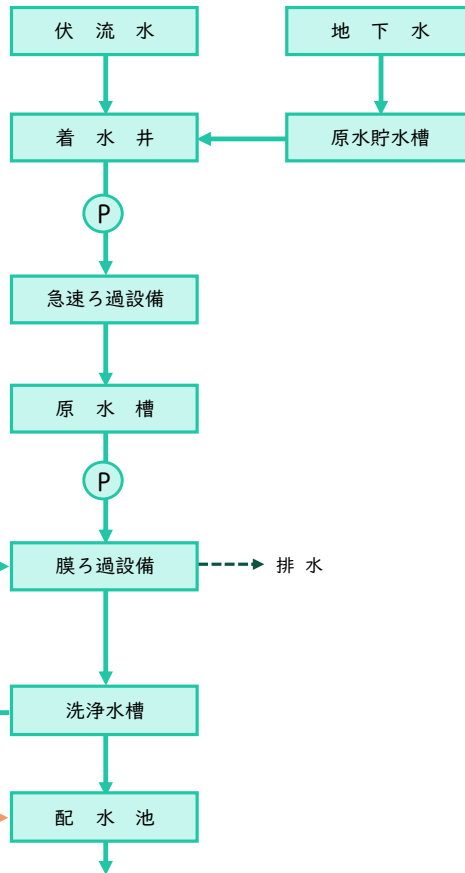 伏 流 水
地 下 水
着 水 井
原水貯水槽
P
急速ろ過設備
原 水 槽
P
膜ろ過設備
排 水
洗浄水槽
配 水 池